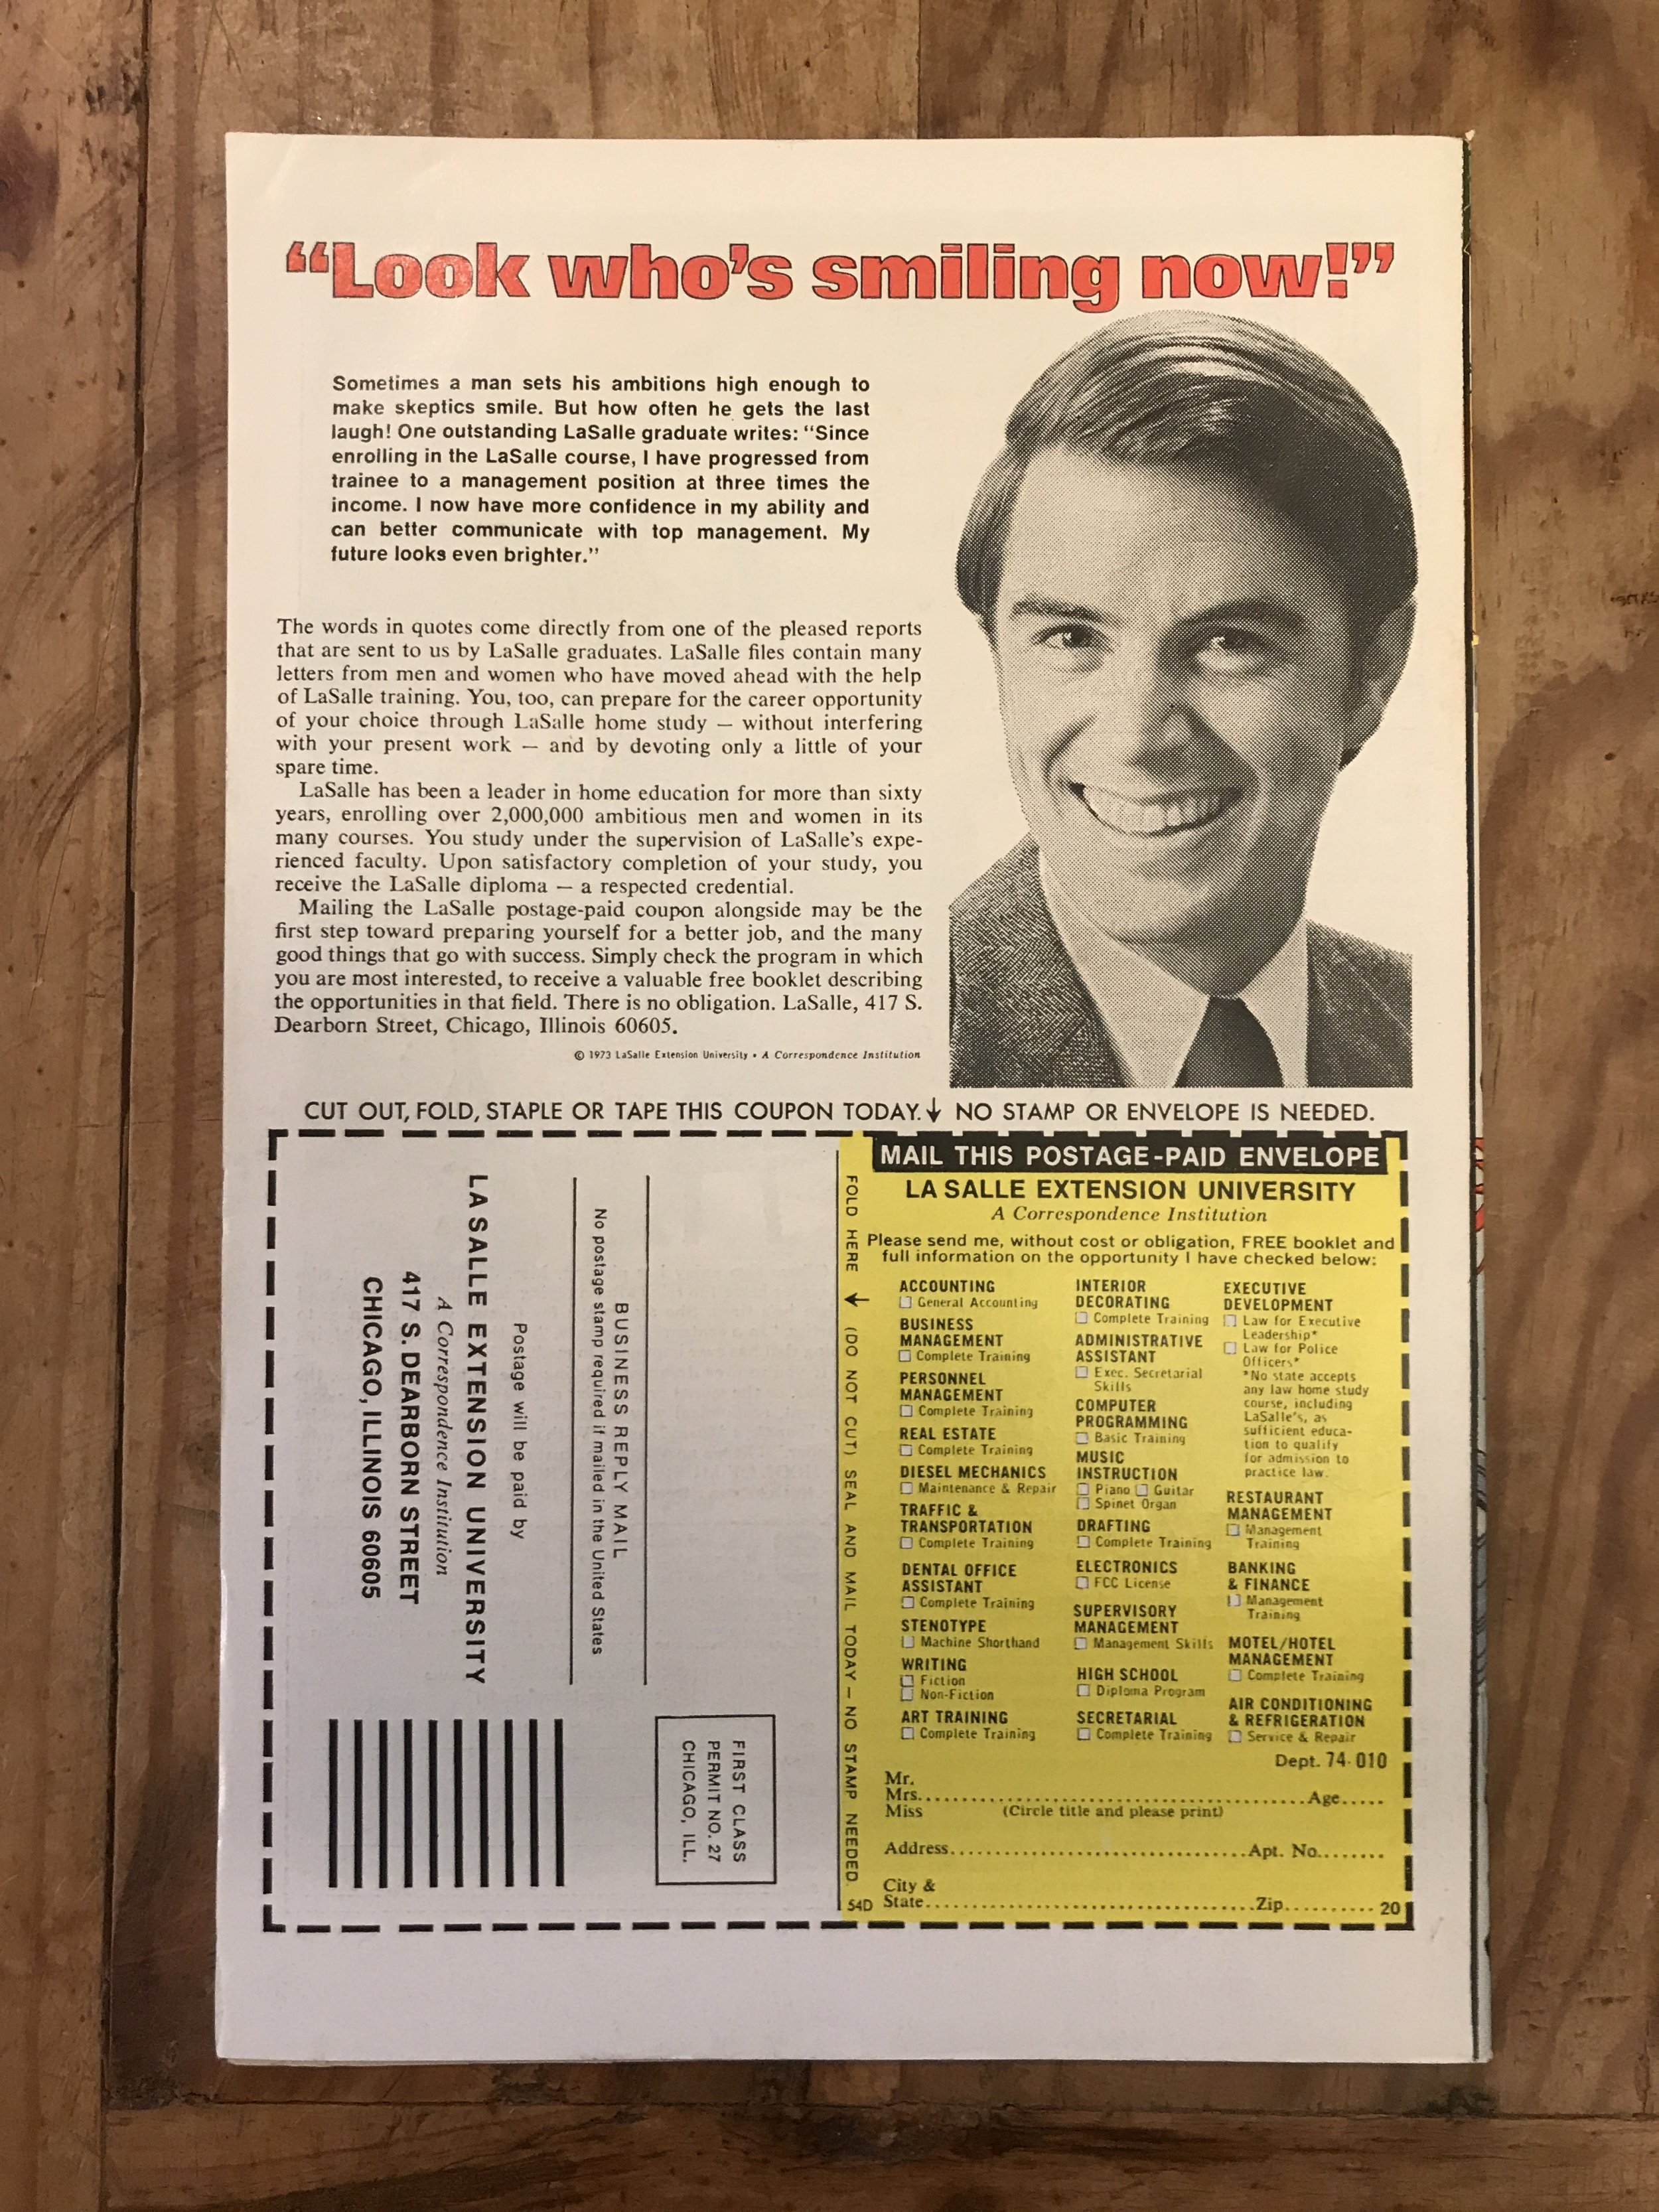 “Look who’s smiling now!”
Sometimes a man sets his ambitions high enough to
make skeptics smile. But how often he gets the last
laugh! One outstanding LaSalle graduate writes: “Since
enrolling in the LaSalle course, I have progressed from
trainee to a management position at three times the
income. I now have more confidence in my ability and
can better communicate with top management. My
future looks even brighter.”
The words in quotes come directly from one of the pleased reports
that are sent to us by LaSalle graduates. LaSalle files contain many
letters from men and women who have moved ahead with the help
of LaSalle training. You, too, can prepare for the career opportunity
of your choice through LaSalle home study — without interfering
with your present work — and by devoting only a little of your
spare time.
LaSalle has been a leader in home education for more than sixty
years, enrolling over 2,000,000 ambitious men and women in its
many courses. You study under the supervision of LaSalle’s expe-
rienced faculty. Upon satisfactory completion of your study, you
receive the LaSalle diploma — a respected credential.
Mailing the LaSalle postage-paid coupon alongside may be the
first step toward preparing yourself for a better job, and the many
good things that go with success. Simply check the program in which
you are most interested, to receive a valuable free booklet describing
the opportunities in that field. There is no obligation. LaSalle, 417 S.
Dearborn Street, Chicago, Illinois 60605.
© 1973 LaSalle Extension University • A Correspondence Institution
CUT OUT, FOLD, STAPLE OR TAPE THIS COUPON TODAY.↓ NO STAMP OR ENVELOPE IS NEEDED.
FIRST CLASS
PERMIT NO. 27
CHICAGO, ILL.
BUSINESS REPLY MAIL
No postage stamp required if mailed in the United States
Postage will be paid by
LA SALLE EXTENSION UNIVERSITY
A Correspondence Institution
417 S. DEARBORN STREET
CHICAGO, ILLINOIS 60605
FOLD HERE ↓ (DO NOT CUT) SEAL AND MAIL TODAY — NO STAMP NEEDED.
54D
MAIL THIS POSTAGE-PAID ENVELOPE
LA SALLE EXTENSION UNIVERSITY
A Correspondence Institution
Please send me, without cost or obligation, FREE booklet and
full information on the opportunity I have checked below:
ACCOUNTING
☐ General Accounting
BUSINESS
MANAGEMENT
☐ Complete Training
PERSONNEL
MANAGEMENT
☐ Complete Training
REAL ESTATE
☐ Complete Training
DIESEL MECHANICS
☐ Maintenance & Repair
TRAFFIC &
TRANSPORTATION
☐ Complete Training
DENTAL OFFICE
ASSISTANT
☐ Complete Training
STENOTYPE
☐ Machine Shorthand
WRITING
☐ Fiction
☐ Non-Fiction
ART TRAINING
☐ Complete Training
INTERIOR
DECORATING
☐ Complete Training
ADMINISTRATIVE
ASSISTANT
☐ Exec. Secretarial
Skills
COMPUTER
PROGRAMMING
☐ Basic Training
MUSIC
INSTRUCTION
☐ Piano ☐ Guitar
☐ Spinet Organ
DRAFTING
☐ Complete Training
ELECTRONICS
☐ FCC License
SUPERVISORY
MANAGEMENT
☐ Management Skills
HIGH SCHOOL
☐ Diploma Program
SECRETARIAL
☐ Complete Training
EXECUTIVE
DEVELOPMENT
☐ Law for Executive
Leadership*
☐ Law for Police
Officers*
*No state accepts
any law home study
course, including
LaSalle’s, as
sufficient educa-
tion to qualify
for admission to
practice law.
RESTAURANT
MANAGEMENT
☐ Management
Training
BANKING
& FINANCE
☐ Management
Training
MOTEL/HOTEL
MANAGEMENT
☐ Complete Training
AIR CONDITIONING
& REFRIGERATION
☐ Service & Repair
Dept. 74-010
Mr.
Mrs. Age
Miss (Circle title and please print)
Address Apt. No.
City &
State Zip 20